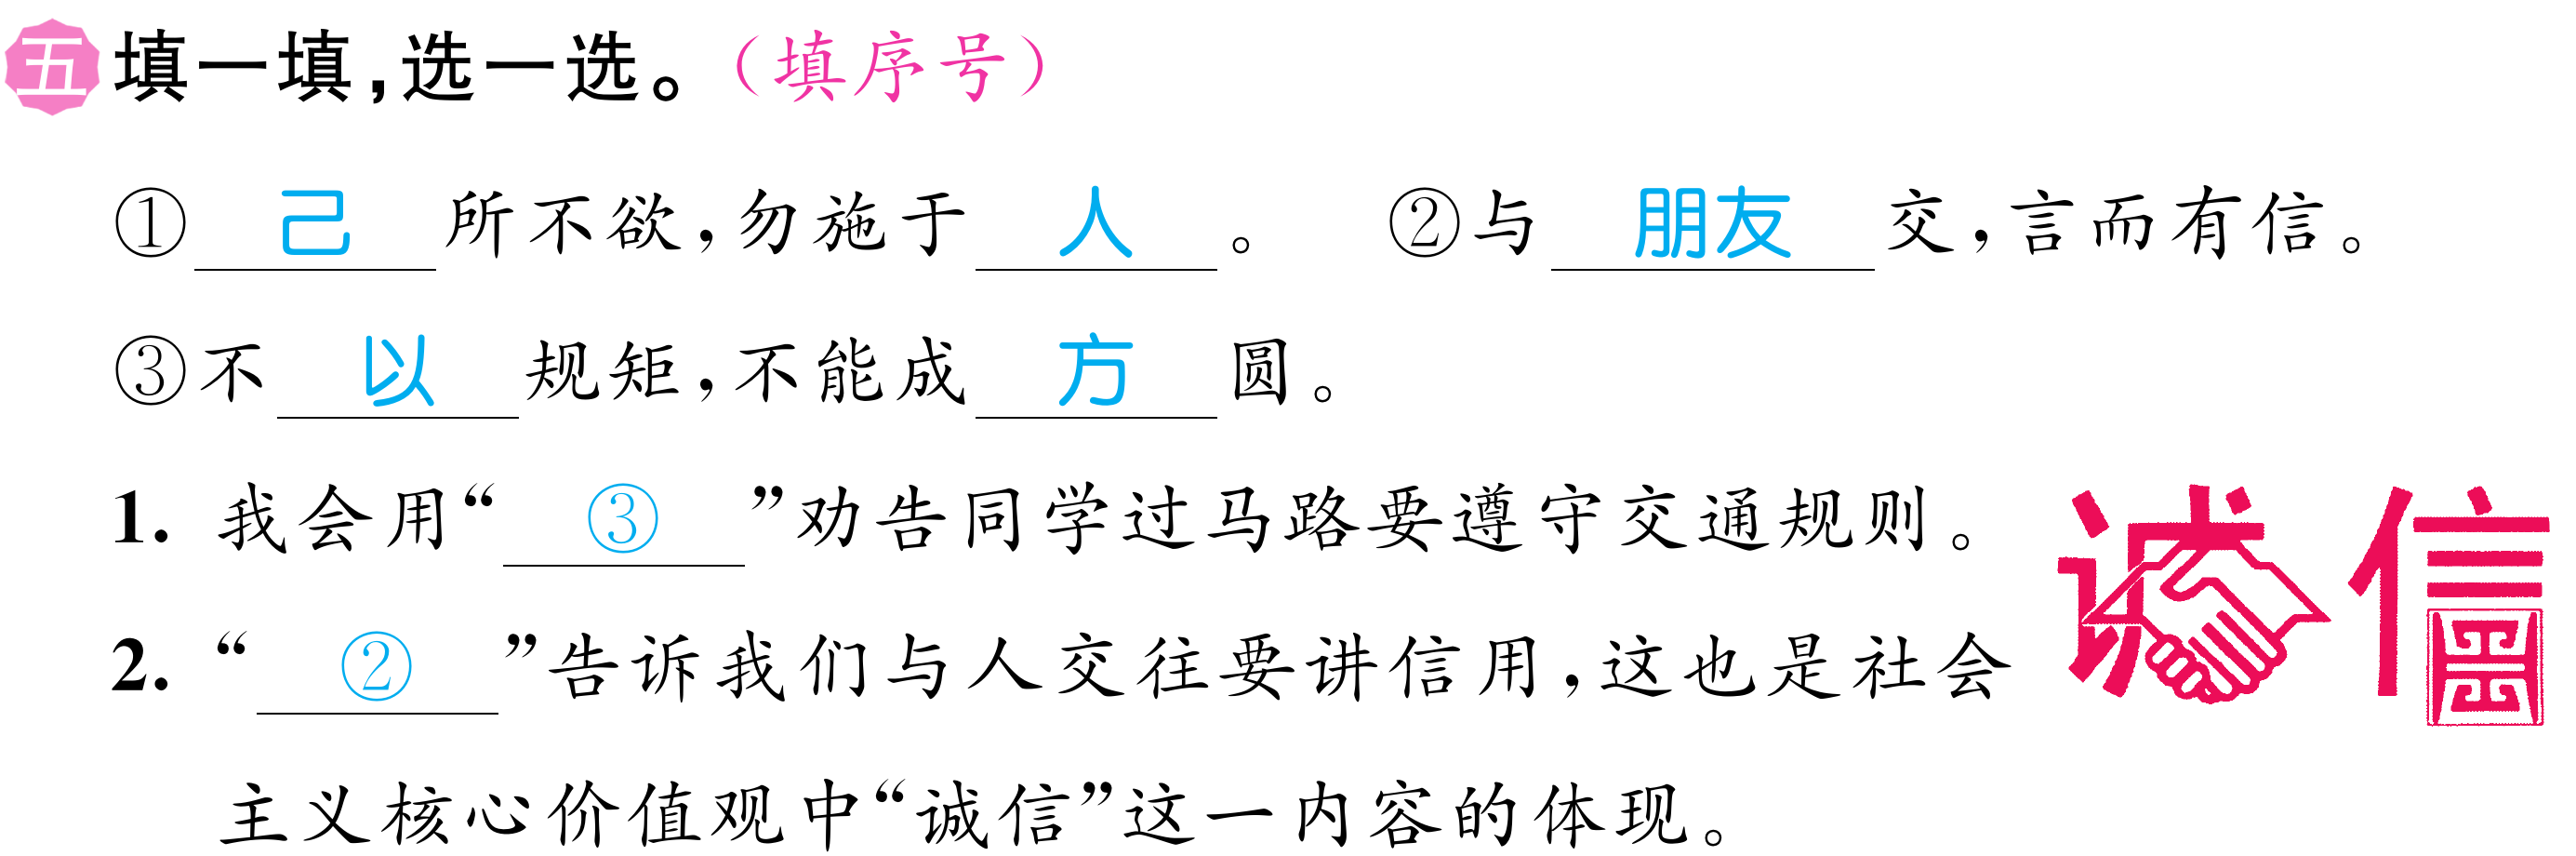 五 填一填,选一选。(填序号)
① 己 所不欲,勿施于 人 。 ②与 朋友 交,言而有信。
③不 以 规矩,不能成 方 圆。
1. 我会用“ ③ ”劝告同学过马路要遵守交通规则。
2. “ ② ”告诉我们与人交往要讲信用,这也是社会
主义核心价值观中“诚信”这一内容的体现。
诚信